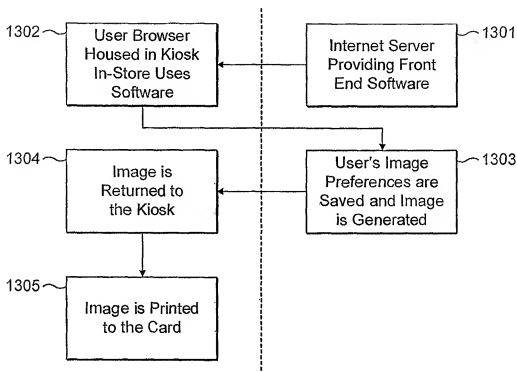 1302
User Browser
Housed in Kiosk
In-Store Uses
Software
1301
Internet Server
Providing Front
End Software
1304
Image is
Returned to
the Kiosk
1303
User's Image
Preferences are
Saved and Image
is Generated
1305
Image is Printed
to the Card